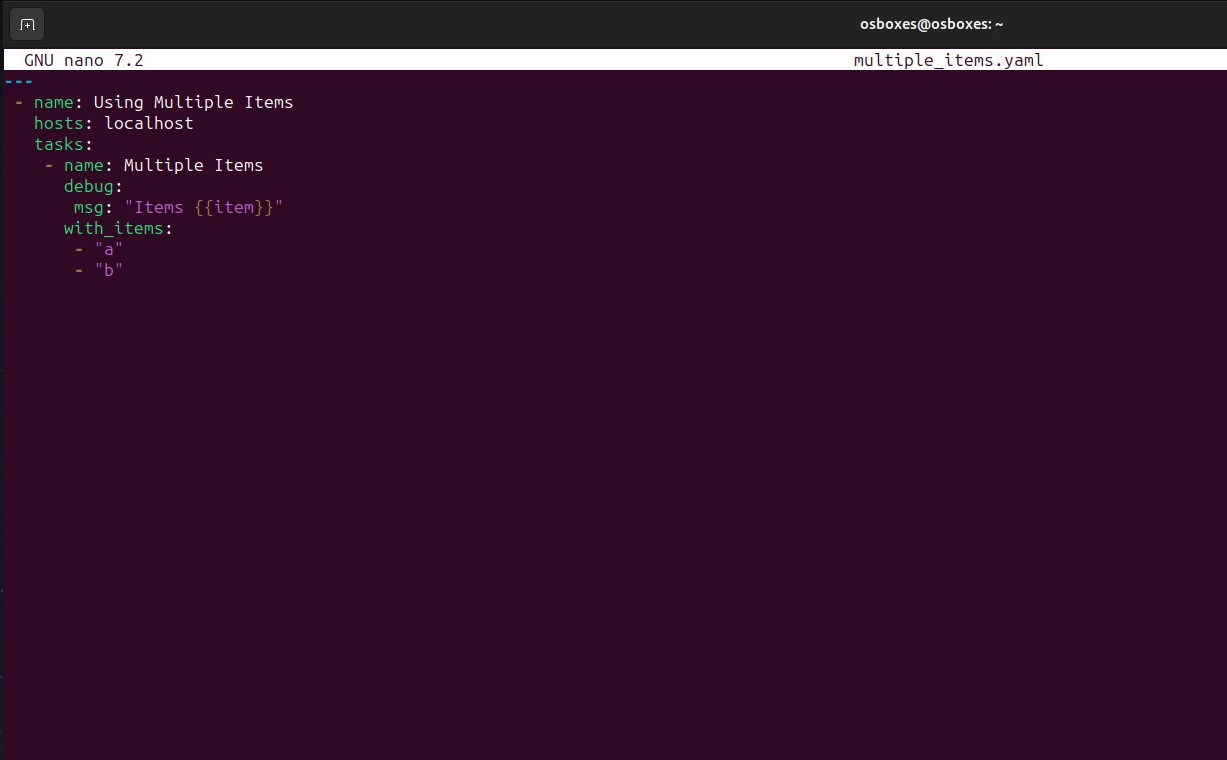 osboxes@osboxes: ~
GNU nano 7.2 multiple_items.yaml
---
- name: Using Multiple Items
hosts: localhost
tasks:
- name: Multiple Items
debug:
msg: "Items {{item}}"
with_items:
- "a"
- "b"